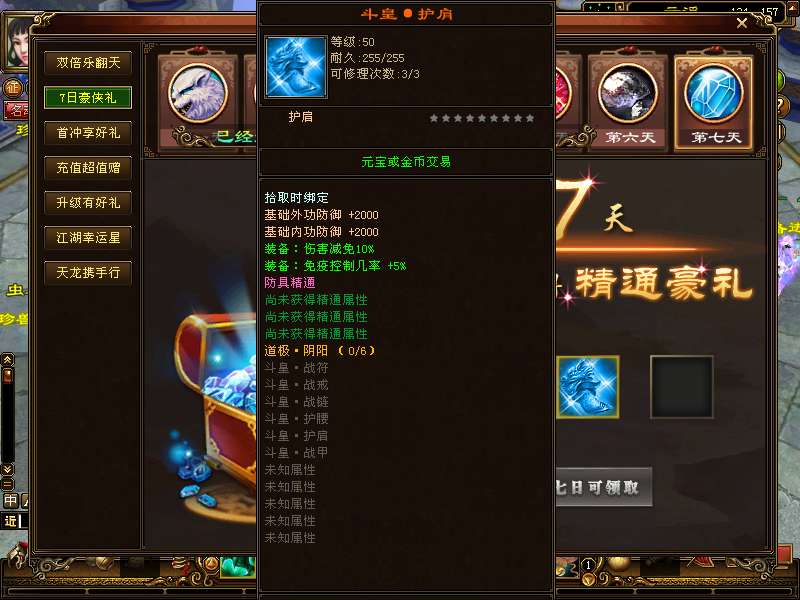 斗皇●护肩
等级:50
耐久:255/255
可修理次数:3/3
护肩
元宝或金币交易
拾取时绑定
基础外功防御 +2000
基础内功防御 +2000
装备：伤害减免10%
装备：免疫控制几率 +5%
防具精通
尚未获得精通属性
尚未获得精通属性
尚未获得精通属性
道极·阴阳 （0/6）
斗皇·战符
斗皇·战戒
斗皇·战链
斗皇·护腰
斗皇·护肩
斗皇·战甲
未知属性
未知属性
未知属性
未知属性
未知属性
双倍乐翻天
7日豪侠礼
首冲享好礼
充值超值赠
升级有好礼
江湖幸运星
天龙携手行
已经
第六天
第七天
7天
精通豪礼
七日可领取
近